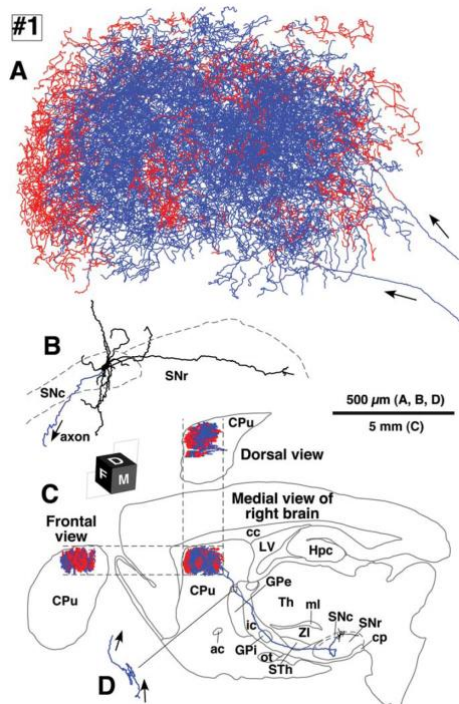 #1
A
B
SNc
SNr
axon
500 µm (A, B, D)
5 mm (C)
CPu
Dorsal view
D
F
M
C
Medial view of
right brain
Frontal
view
cc
LV
Hpc
CPu
CPu
GPe
Th
ml
SNc
SNr
ZI
cp
ic
ac
GPi
ot
STh
D